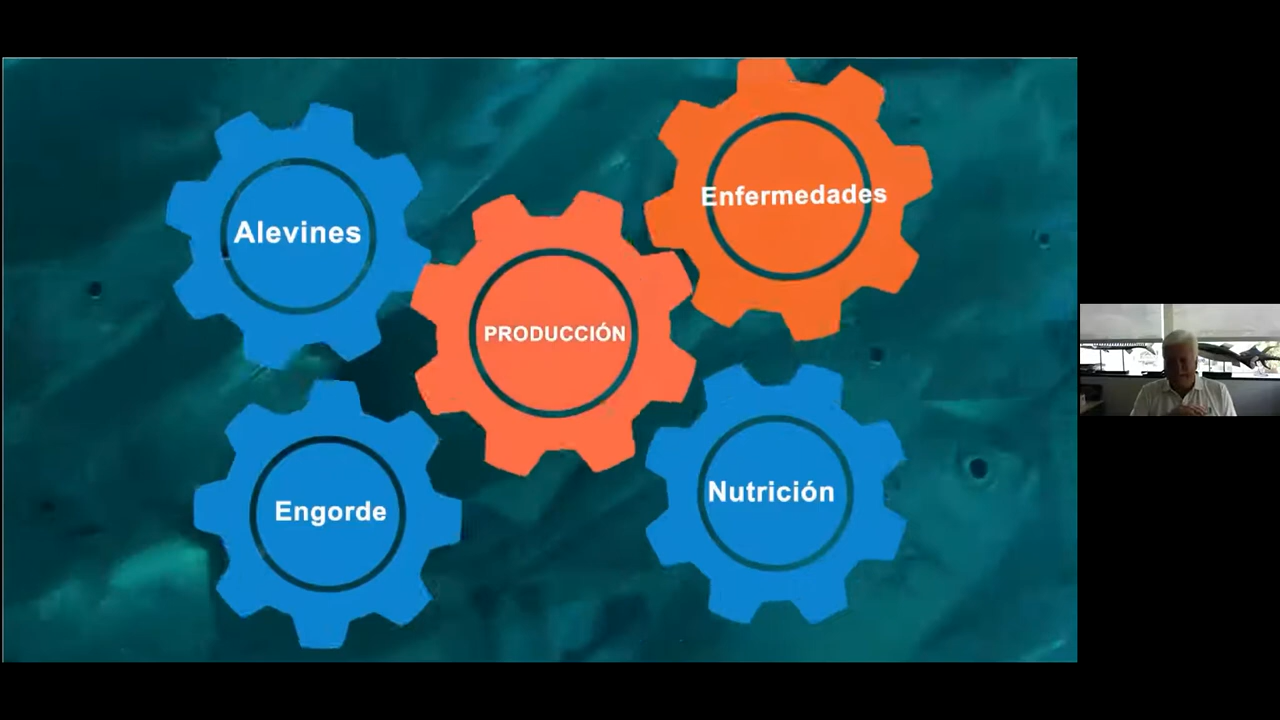 Alevines
Enfermedades
PRODUCCIÓN
Engorde
Nutrición